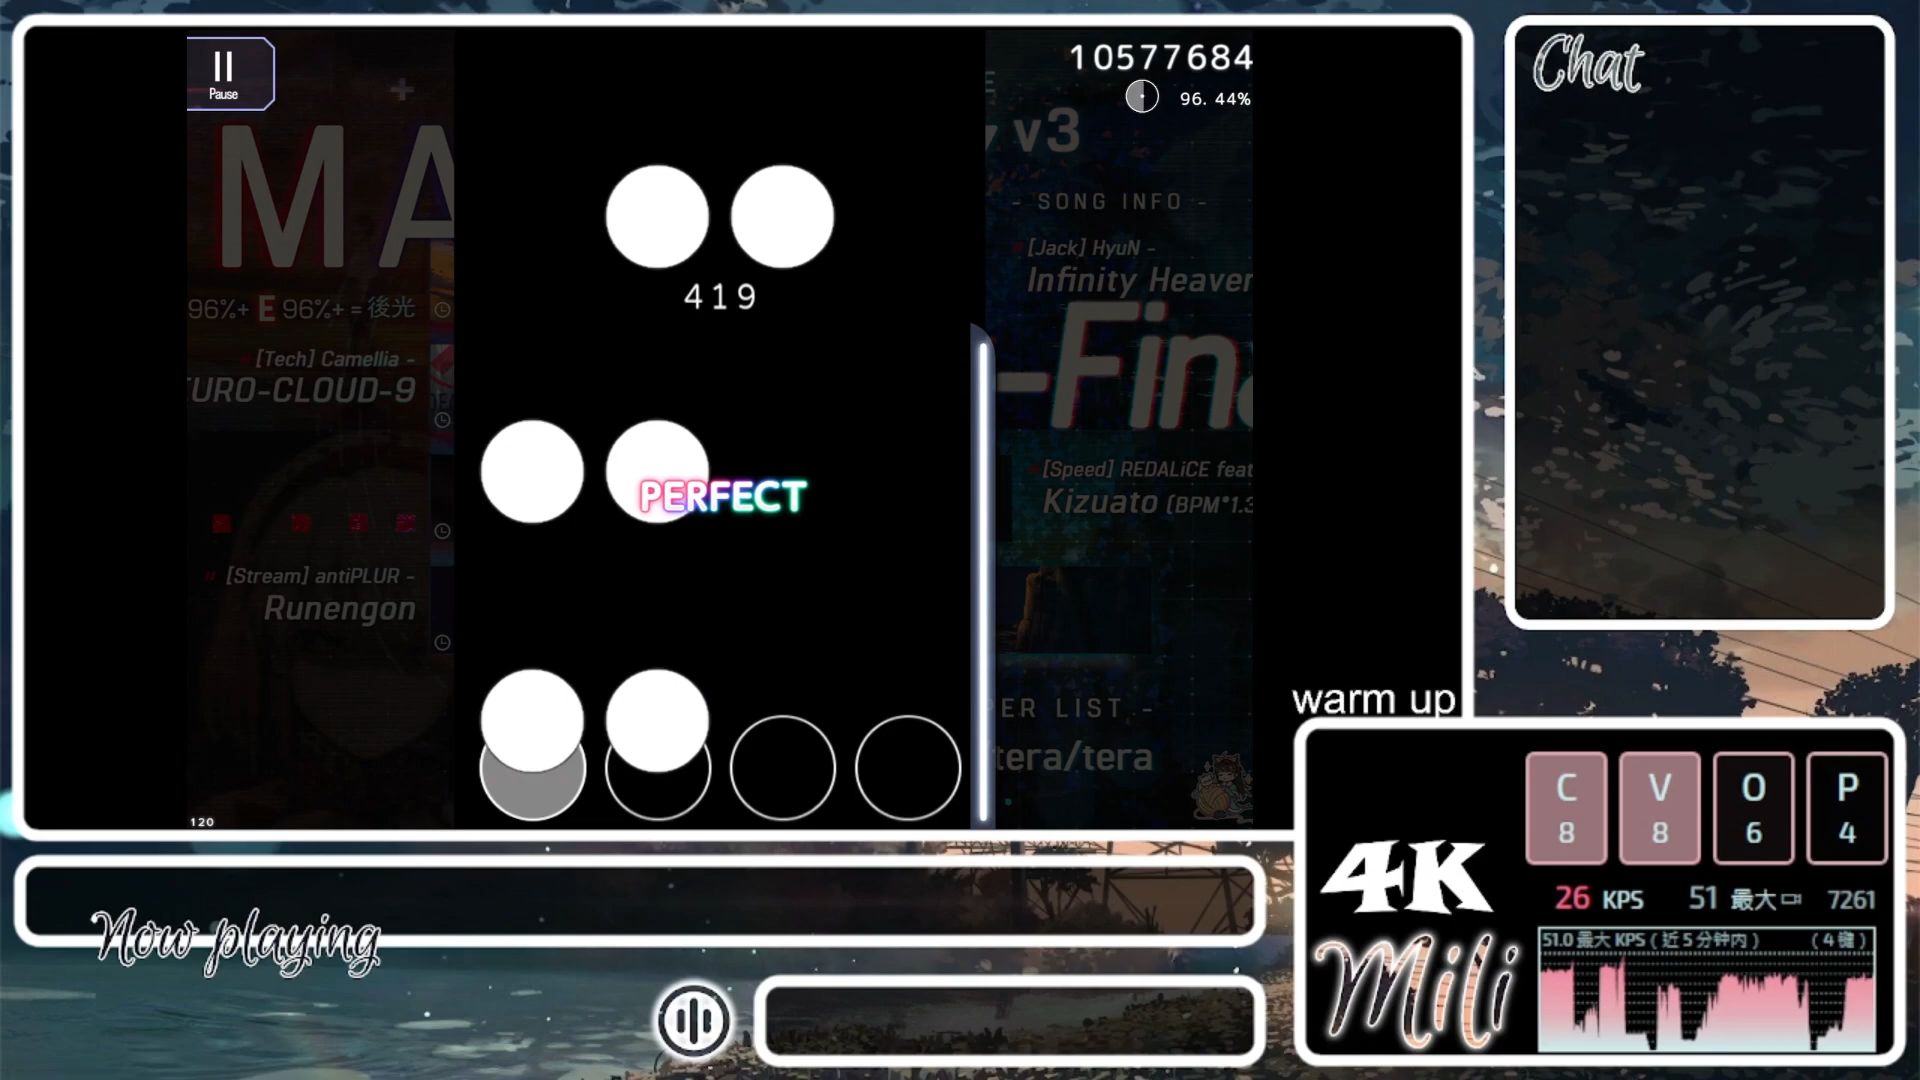 Pause
10577684
96. 44%
MA
v3
- SONG INFO -
[Jack] HyuN -
Infinity Heaven
96%+ E 96%+ = 後光
419
[Tech] Camellia -
URO-CLOUD-9
-Fin
[Speed] REDALiCE feat
Kizuato (BPM*1.3
PERFECT
[Stream] antiPLUR -
Runengon
ER LIST -
tera/tera
120
Chat
warm up
C V O P
8 8 6 4
4K
Mili
26 KPS 51 最大 7261
51.0 最大 KPS ( 近 5 分钟内 ) ( 4 键 )
Now playing